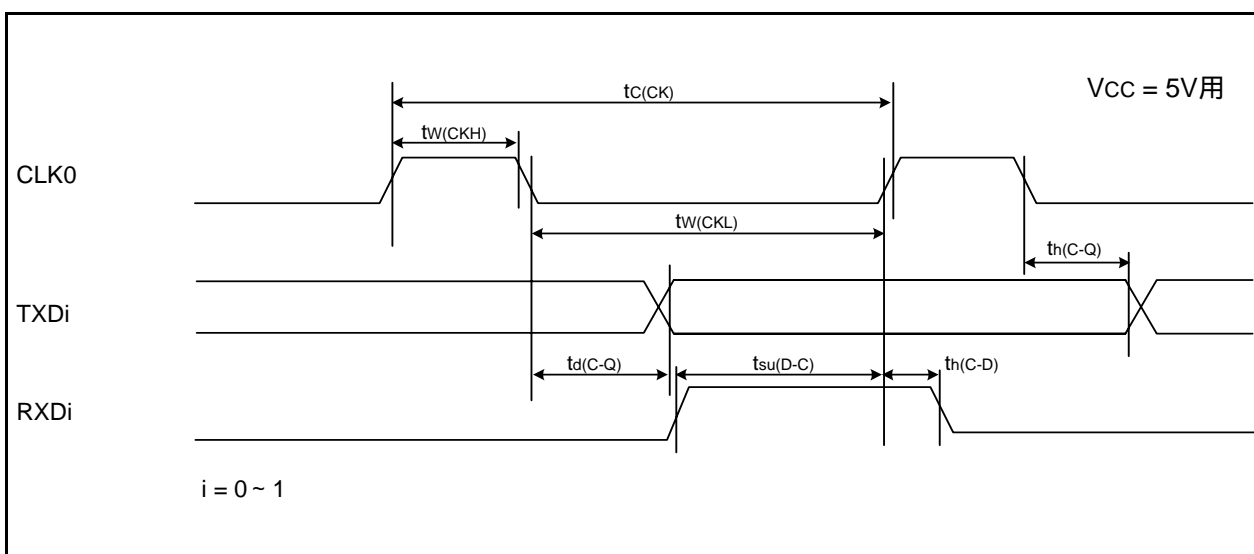 tC(CK)
VCC = 5V用
tW(CKH)
CLK0
tW(CKL)
th(C-Q)
TXDi
td(C-Q)
tsu(D-C)
th(C-D)
RXDi
i = 0 ~ 1